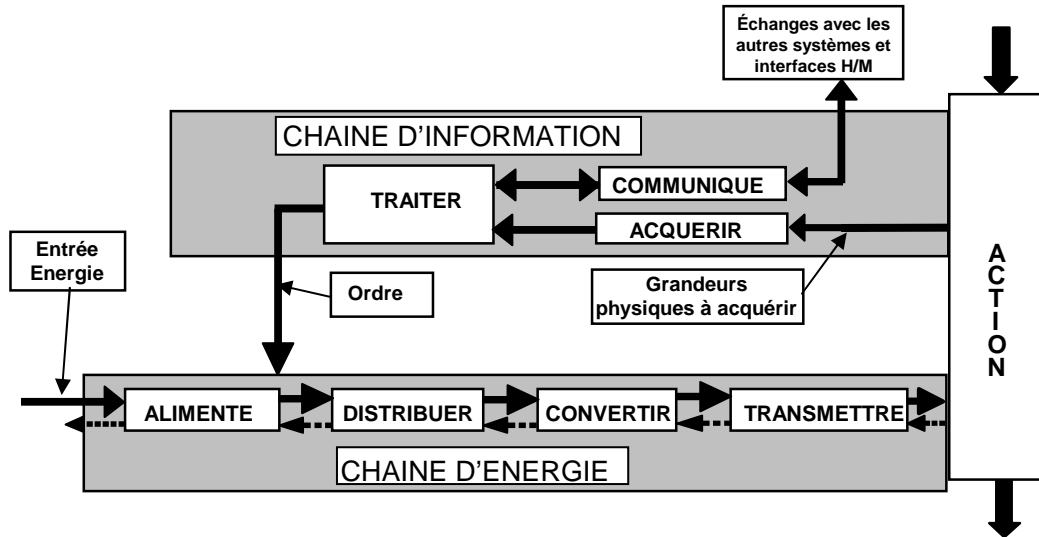 Échanges avec les
autres systèmes et
interfaces H/M
CHAINE D'INFORMATION
TRAITER
COMMUNIQUE
ACQUERIR
Entrée
Energie
Ordre
Grandeurs
physiques à acquérir
ACTION
ALIMENTE
DISTRIBUER
CONVERTIR
TRANSMETTRE
CHAINE D'ENERGIE